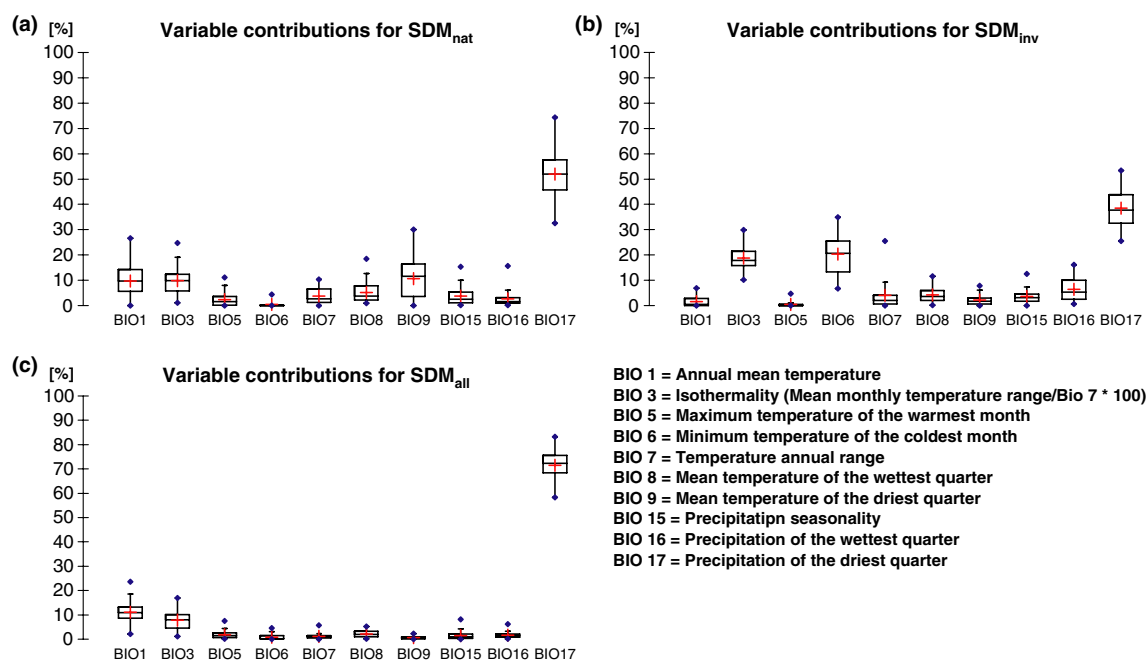 (a) [%] Variable contributions for SDMnat
100
90
80
70
60
50
40
30
20
10
0
BIO1 BIO3 BIO5 BIO6 BIO7 BIO8 BIO9 BIO15 BIO16 BIO17
(b) [%] Variable contributions for SDMinv
100
90
80
70
60
50
40
30
20
10
0
BIO1 BIO3 BIO5 BIO6 BIO7 BIO8 BIO9 BIO15 BIO16 BIO17
(c) [%] Variable contributions for SDMall
100
90
80
70
60
50
40
30
20
10
0
BIO1 BIO3 BIO5 BIO6 BIO7 BIO8 BIO9 BIO15 BIO16 BIO17
BIO 1 = Annual mean temperature
BIO 3 = Isothermality (Mean monthly temperature range/Bio 7 * 100)
BIO 5 = Maximum temperature of the warmest month
BIO 6 = Minimum temperature of the coldest month
BIO 7 = Temperature annual range
BIO 8 = Mean temperature of the wettest quarter
BIO 9 = Mean temperature of the driest quarter
BIO 15 = Precipitatipn seasonality
BIO 16 = Precipitation of the wettest quarter
BIO 17 = Precipitation of the driest quarter